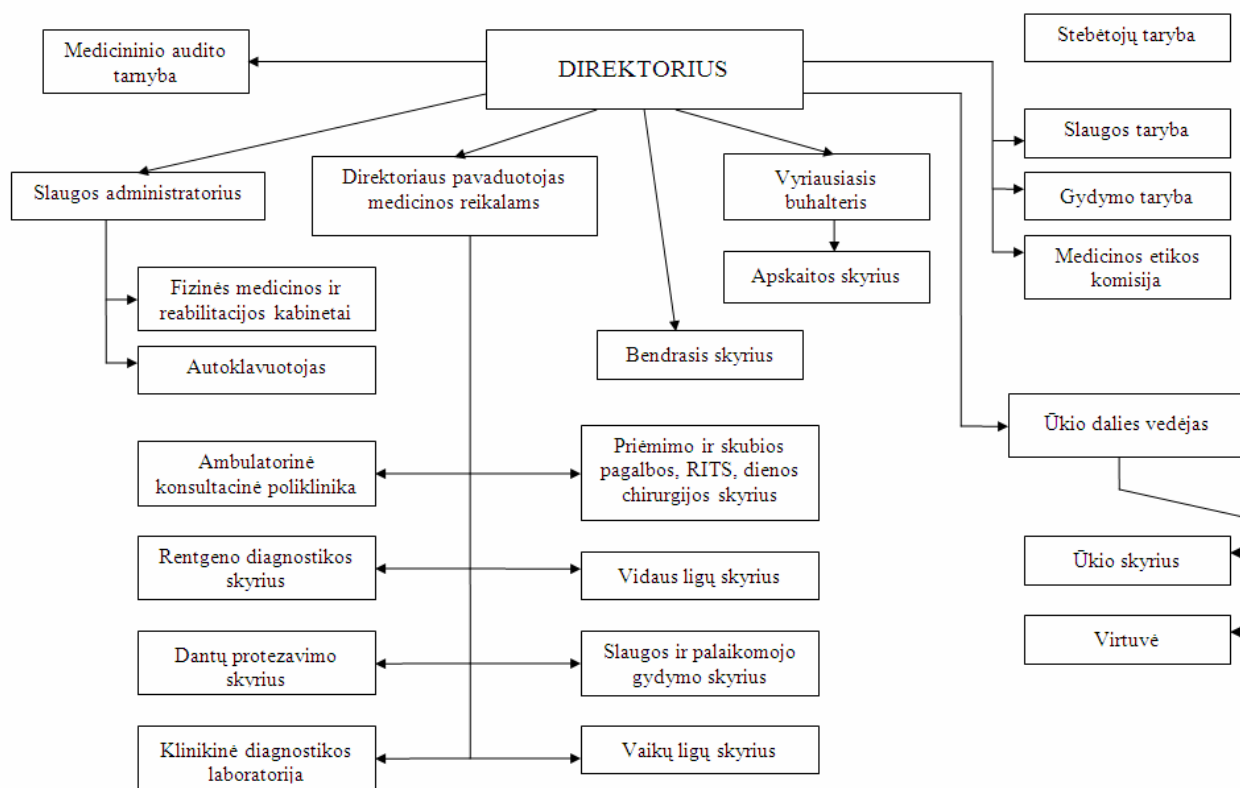 Medicininio audito
tarnyba
DIREKTORIUS
Stebėtojų taryba
Slaugos taryba
Gydymo taryba
Medicinos etikos
komisija
Slaugos administratorius
Direktoriaus pavaduotojas
medicinos reikalams
Vyriausiasis
buhalteris
Apskaitos skyrius
Fizinės medicinos ir
reabilitacijos kabinetai
Autoklavuotojas
Bendrasis skyrius
Ūkio dalies vedėjas
Ambulatorinė
konsultacinė poliklinika
Priėmimo ir skubios
pagalbos, RITS, dienos
chirurgijos skyrius
Rentgeno diagnostikos
skyrius
Vidaus ligų skyrius
Ūkio skyrius
Dantų protezavimo
skyrius
Slaugos ir palaikomojo
gydymo skyrius
Virtuvė
Klinikinė diagnostikos
laboratorija
Vaikų ligų skyrius